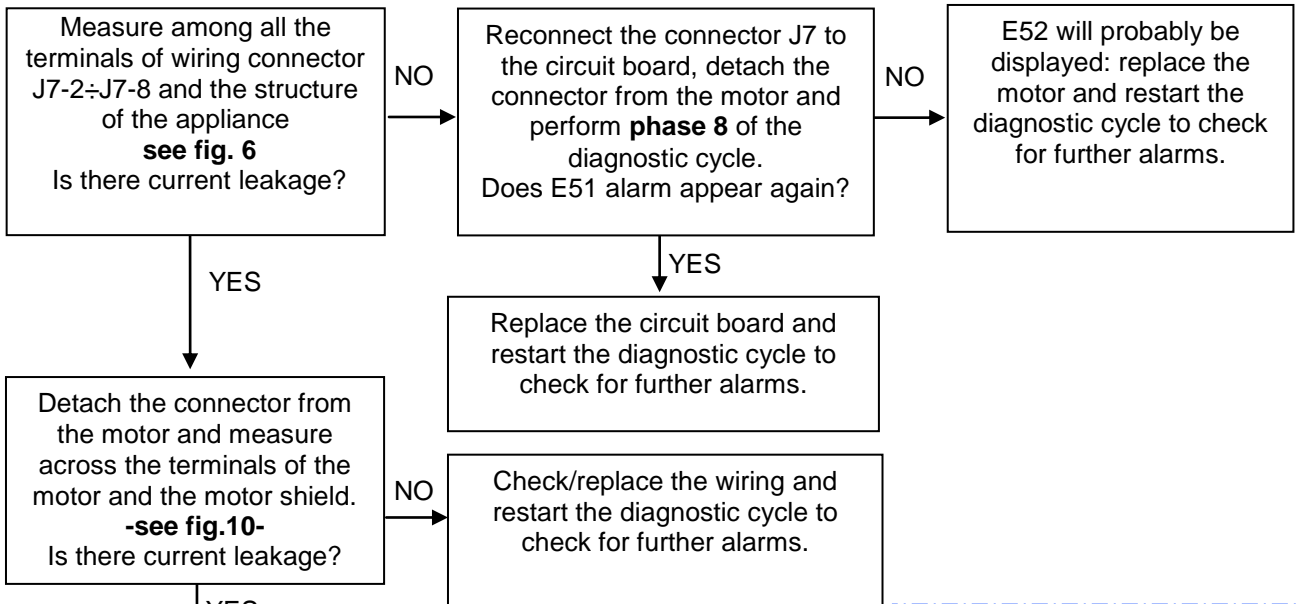 Measure among all the
terminals of wiring connector
J7-2÷J7-8 and the structure
of the appliance
see fig. 6
Is there current leakage?
NO
Reconnect the connector J7 to
the circuit board, detach the
connector from the motor and
perform phase 8 of the
diagnostic cycle.
Does E51 alarm appear again?
NO
E52 will probably be
displayed: replace the
motor and restart the
diagnostic cycle to check
for further alarms.
YES
YES
Replace the circuit board and
restart the diagnostic cycle to
check for further alarms.
Detach the connector from
the motor and measure
across the terminals of the
motor and the motor shield.
-see fig.10-
Is there current leakage?
NO
Check/replace the wiring and
restart the diagnostic cycle to
check for further alarms.
YES